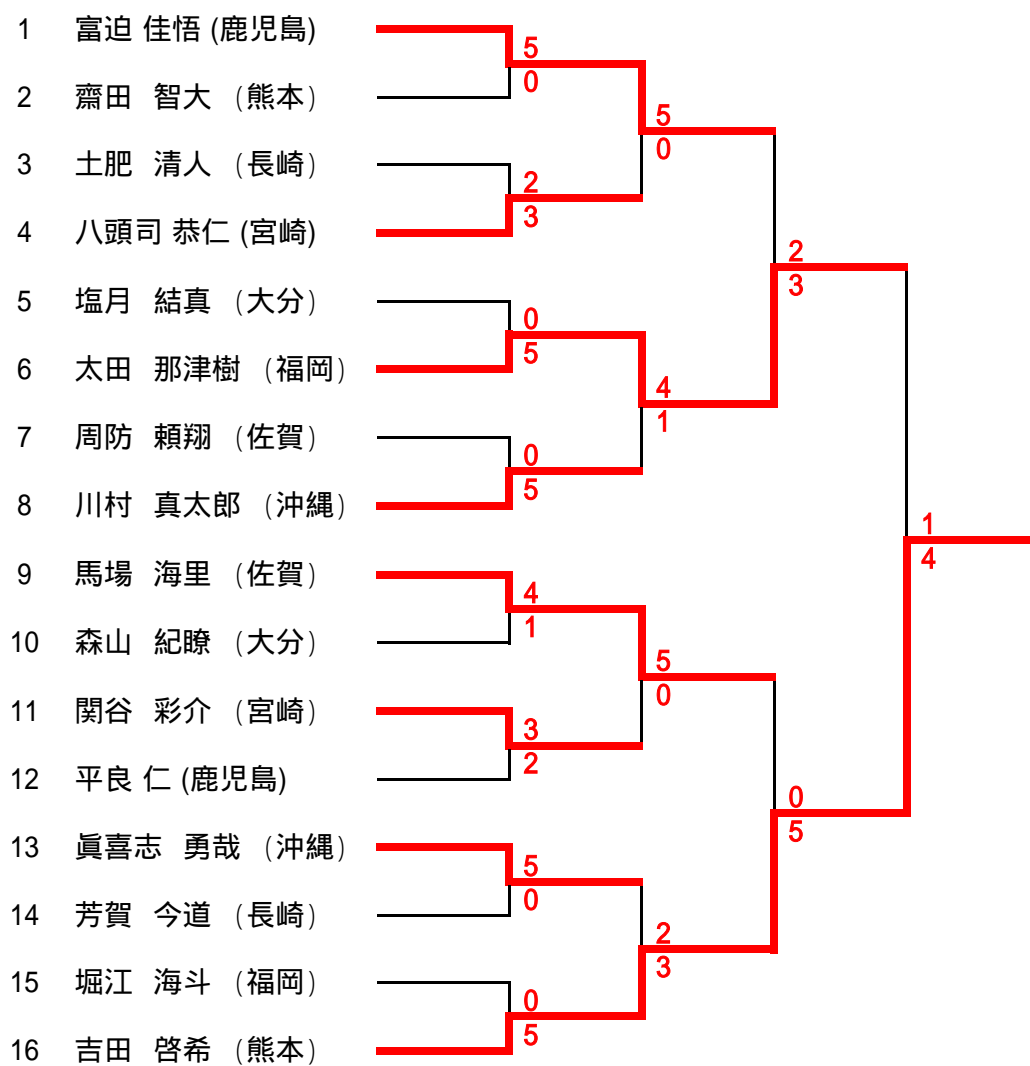 1 富迫 佳悟 (鹿児島)
5
0
2 齋田 智大 （熊本）
5
0
3 土肥 清人 （長崎）
2
3
4 八頭司 恭仁 (宮崎)
2
3
5 塩月 結真 （大分）
0
5
6 太田 那津樹 （福岡）
4
1
7 周防 頼翔 （佐賀）
0
5
8 川村 真太郎 （沖縄）
1
4
9 馬場 海里 （佐賀）
4
1
10 森山 紀瞭 （大分）
5
0
11 関谷 彩介 （宮崎）
3
2
12 平良 仁 (鹿児島)
0
5
13 眞喜志 勇哉 （沖縄）
5
0
14 芳賀 今道 （長崎）
2
3
15 堀江 海斗 （福岡）
0
5
16 吉田 啓希 （熊本）